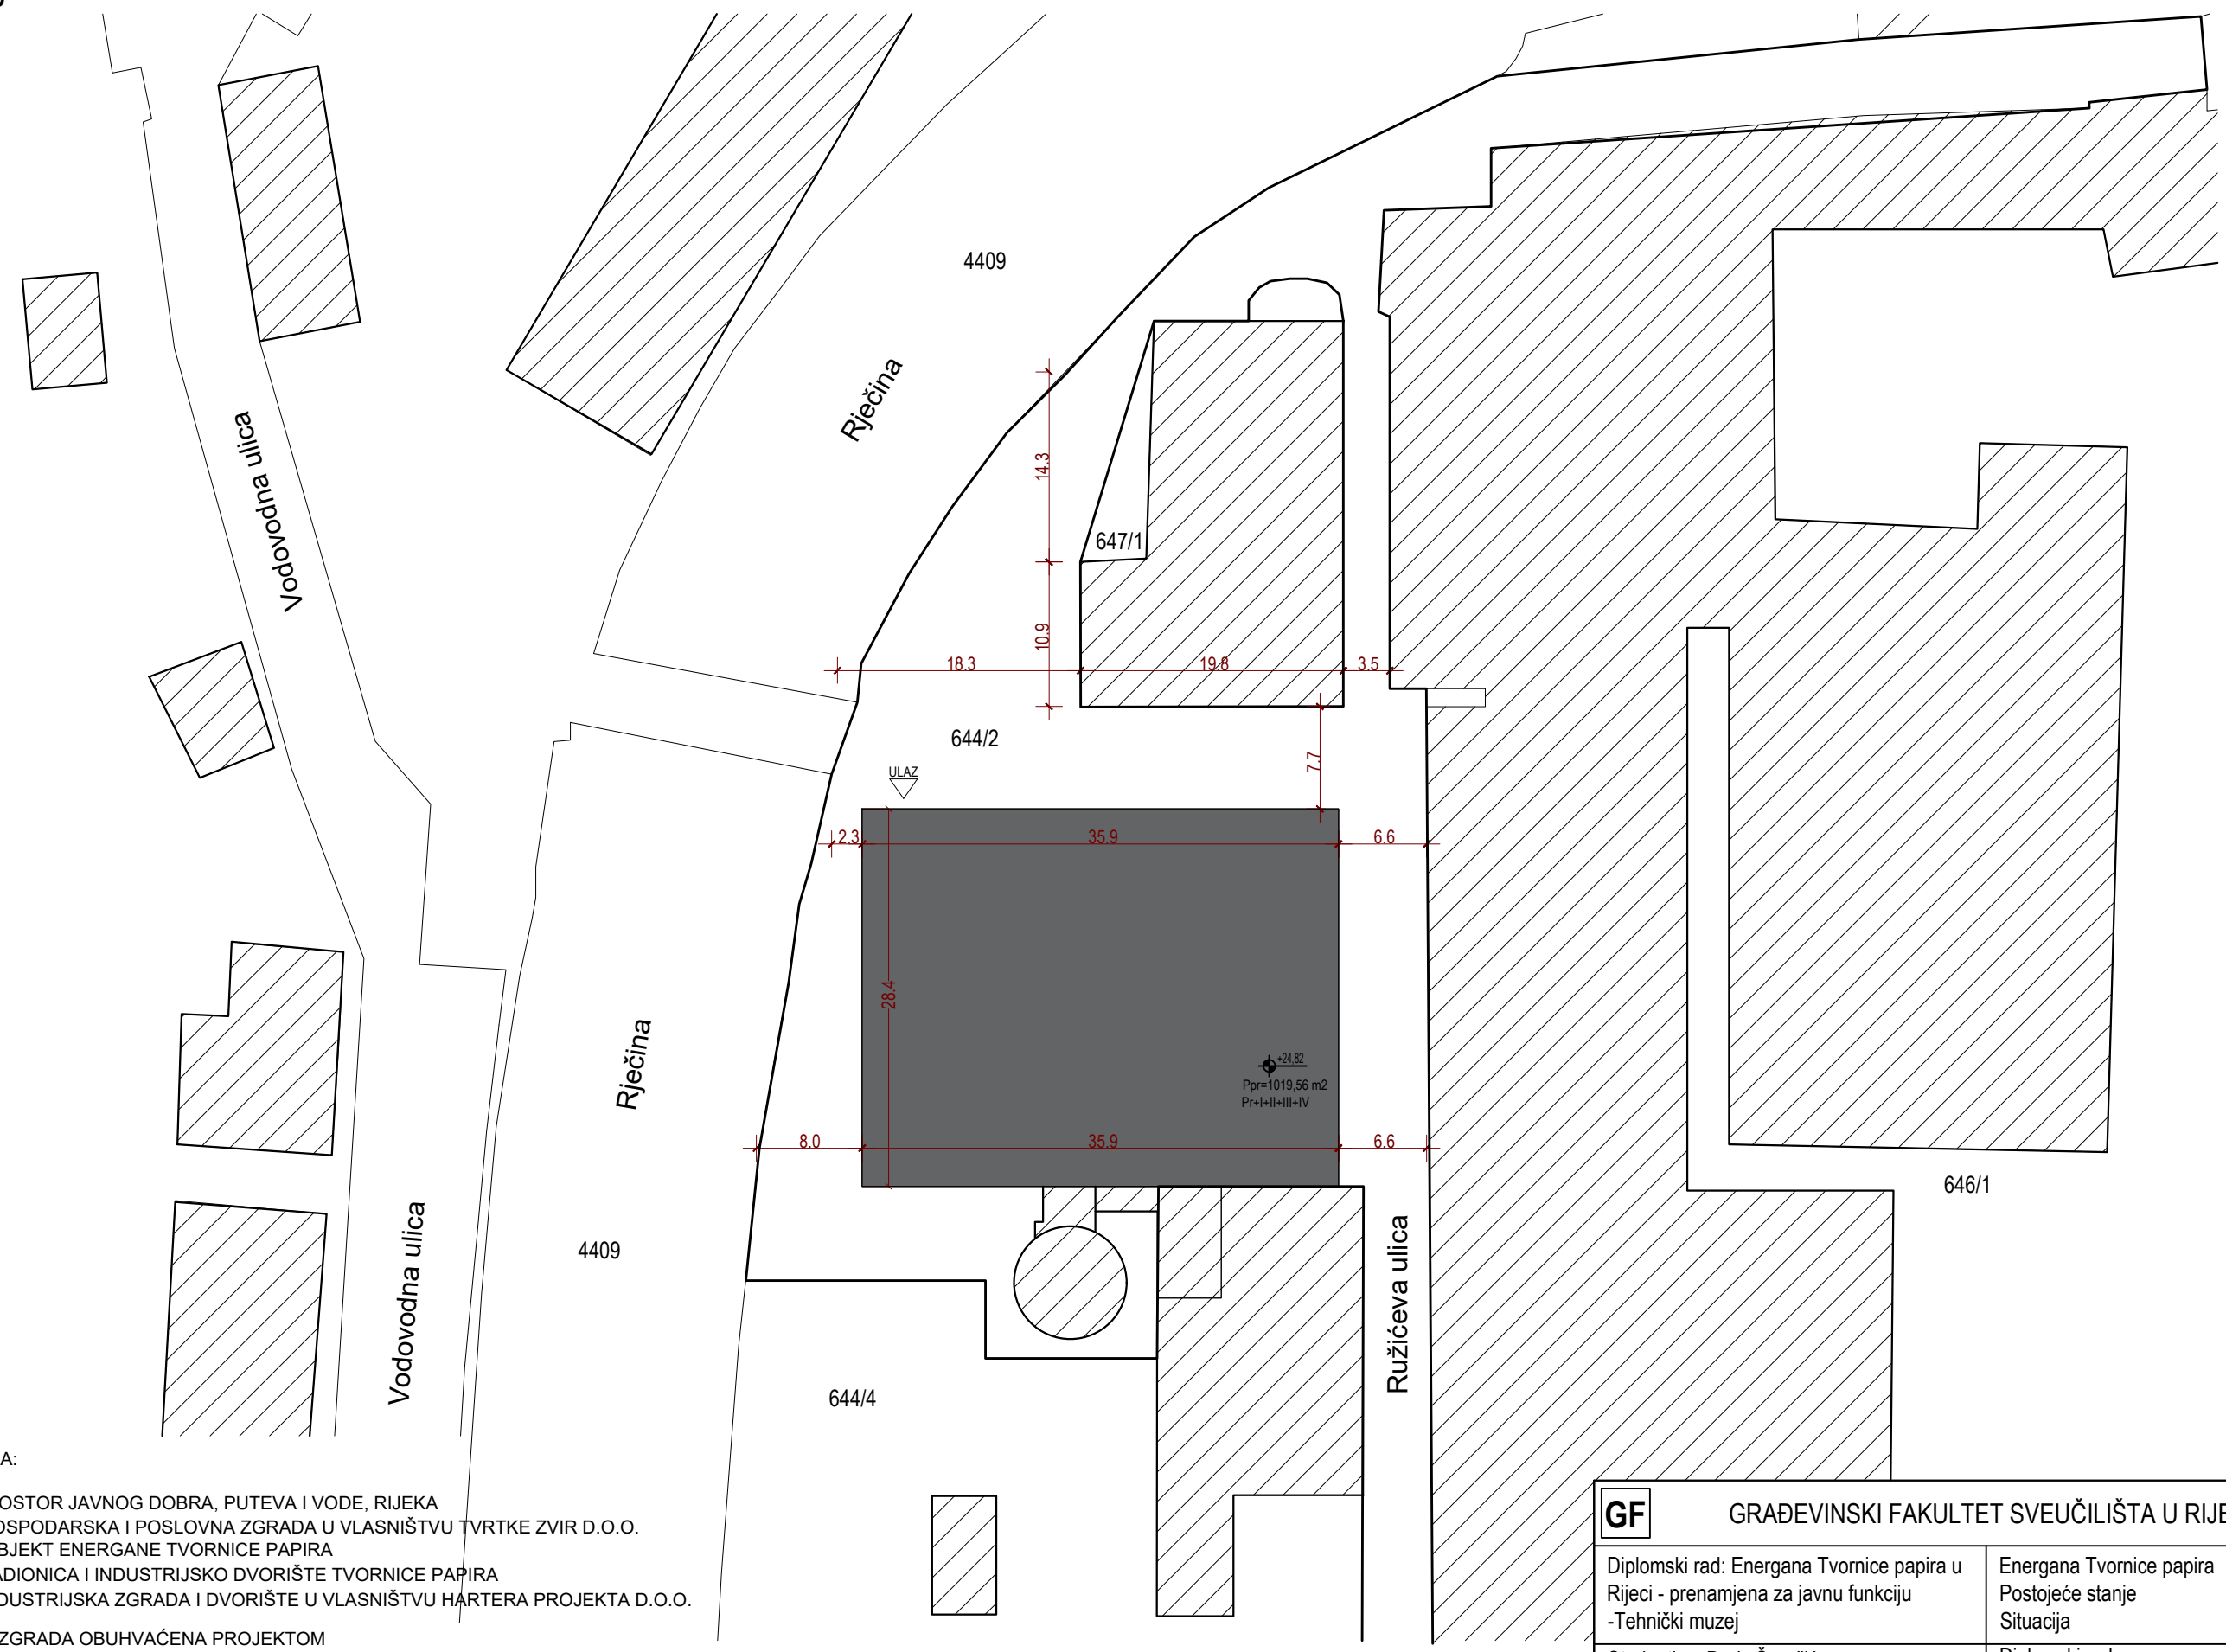 4409
Rječina
Vodovodna ulica
14.3
647/1
10.9
18.3
19.8
3.5
644/2
7.7
ULAZ
2.3
35.9
6.6
28.4
+24,82
Ppr=1019,56 m2
Pr+I+II+III+IV
Rječina
8.0
35.9
6.6
646/1
4409
Vodovodna ulica
Ružićeva ulica
644/4
A:
OSTOR JAVNOG DOBRA, PUTEVA I VODE, RIJEKA
OSPODARSKA I POSLOVNA ZGRADA U VLASNIŠTVU TVRTKE ZVIR D.O.O.
BJEKT ENERGANE TVORNICE PAPIRA
ADIONICA I INDUSTRIJSKO DVORIŠTE TVORNICE PAPIRA
DUSTRIJSKA ZGRADA I DVORIŠTE U VLASNIŠTVU HARTERA PROJEKTA D.O.O.
ZGRADA OBUHVAĆENA PROJEKTOM
GF
GRAĐEVINSKI FAKULTET SVEUČILIŠTA U RIJE
Diplomski rad: Energana Tvornice papira u
Rijeci - prenamjena za javnu funkciju
-Tehnički muzej
Energana Tvornice papira
Postojeće stanje
Situacija